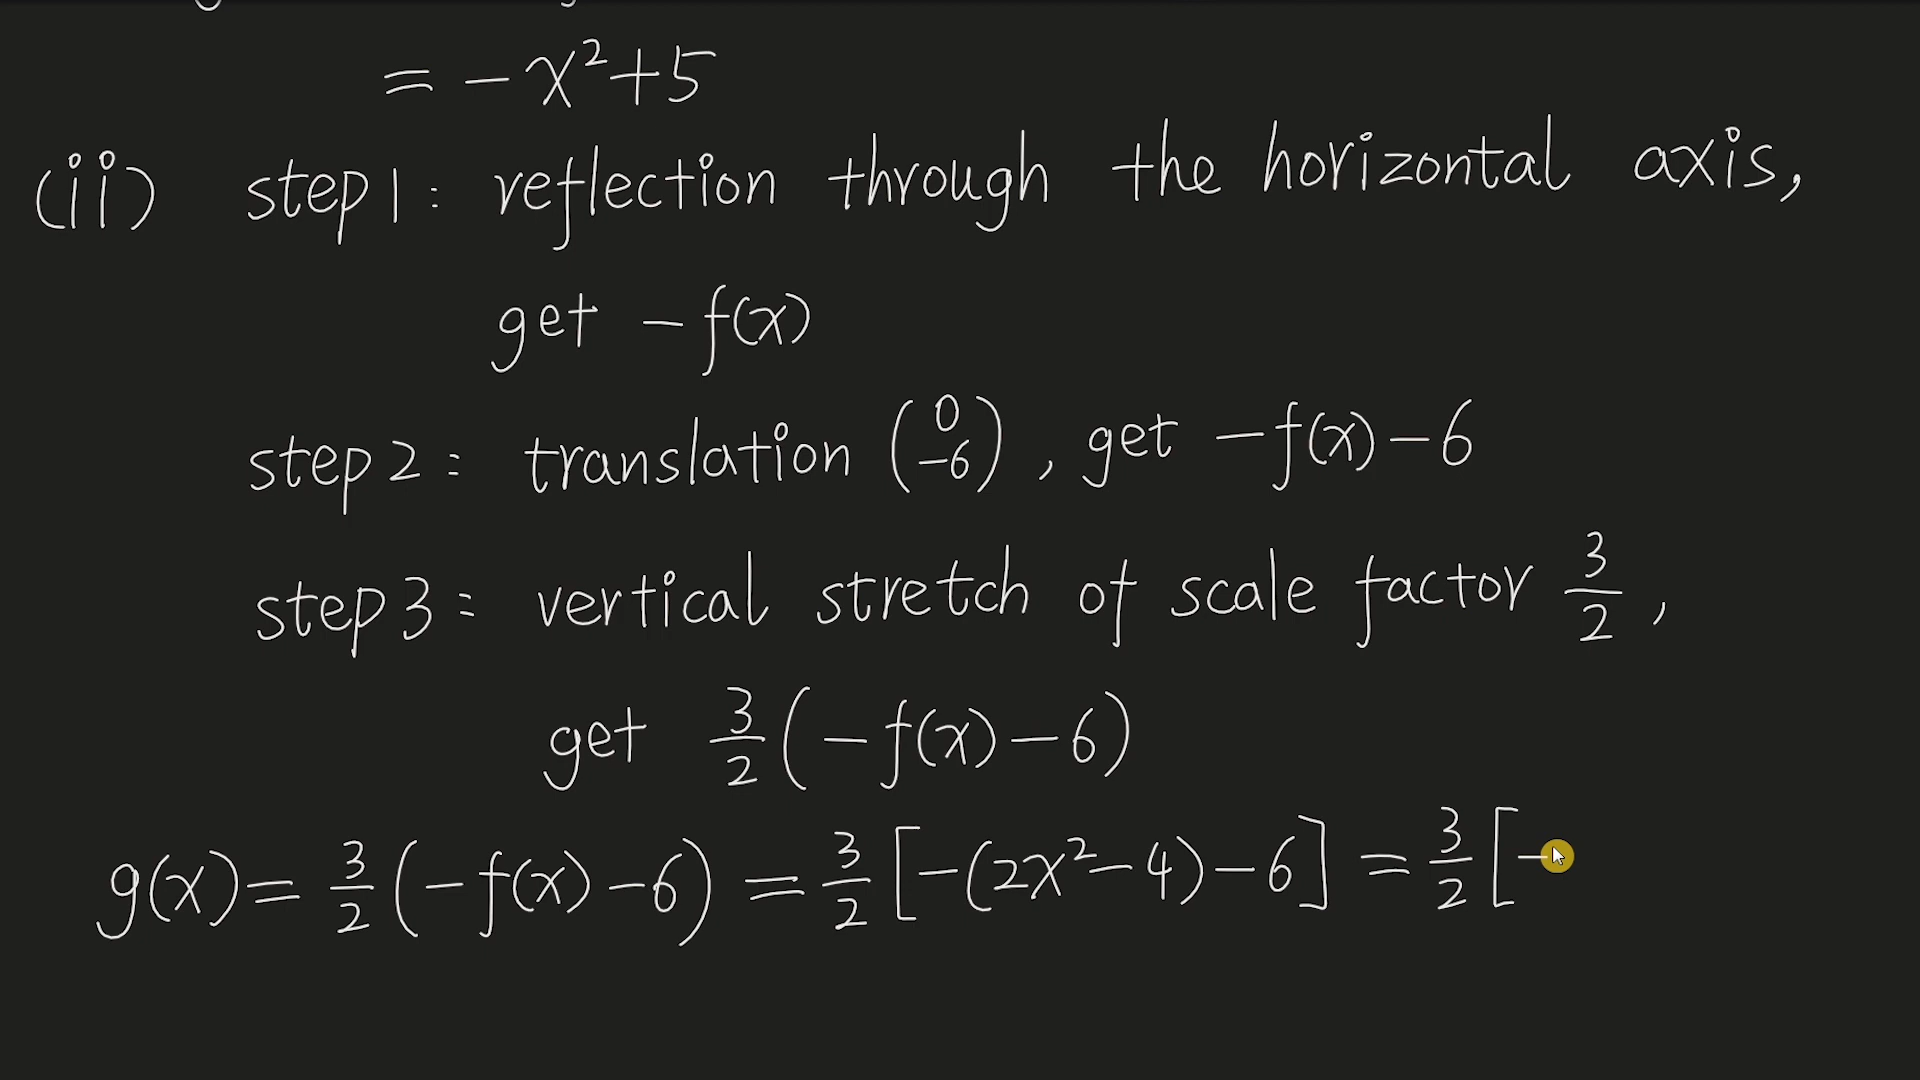 = -x²+5
(ii) step1: reflection through the horizontal axis,
get -f(x)
step2: translation (0 -6), get -f(x)-6
step3: vertical stretch of scale factor 3/2,
get 3/2(-f(x)-6)
g(x)= 3/2(-f(x)-6) = 3/2[-(2x²-4)-6] = 3/2[-